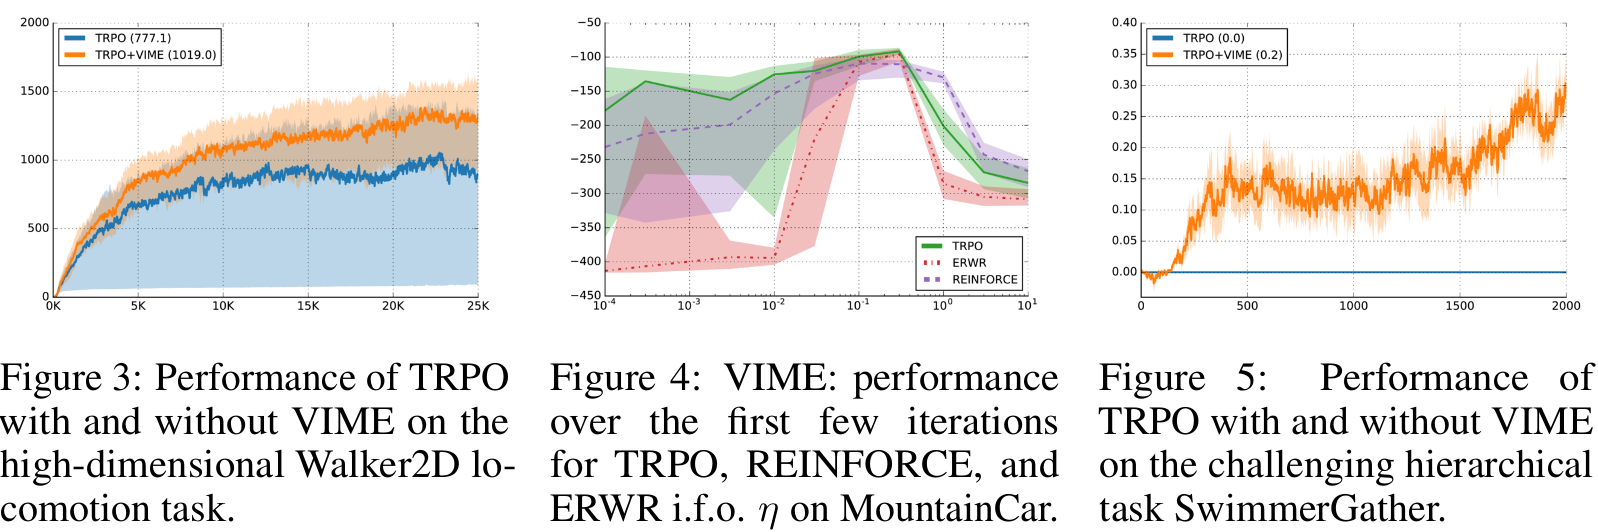 2000
1500
1000
500
0
0K
5K
10K
15K
20K
25K
TRPO (777.1)
TRPO+VIME (1019.0)
Figure 3: Performance of TRPO
with and without VIME on the
high-dimensional Walker2D lo-
comotion task.
−50
−100
−150
−200
−250
−300
−350
−400
−450
10⁻⁴
10⁻³
10⁻²
10⁻¹
10⁰
10¹
TRPO
ERWR
REINFORCE
Figure 4: VIME: performance
over the first few iterations
for TRPO, REINFORCE, and
ERWR i.f.o. η on MountainCar.
0.40
0.35
0.30
0.25
0.20
0.15
0.10
0.05
0.00
0
500
1000
1500
2000
TRPO (0.0)
TRPO+VIME (0.2)
Figure 5: Performance of
TRPO with and without VIME
on the challenging hierarchical
task SwimmerGather.